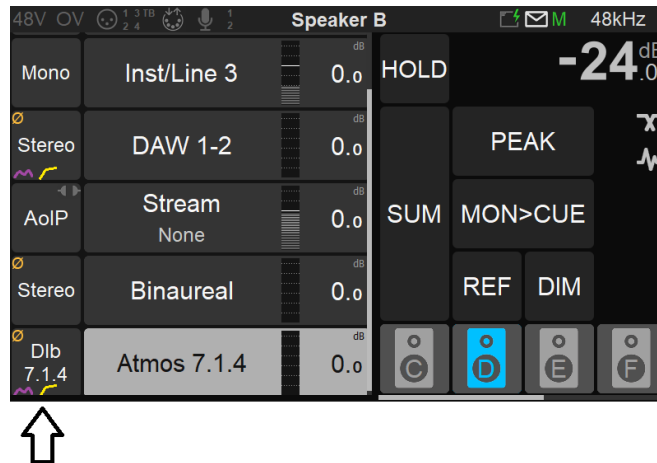 48V OV 1 3 TB 2 4 1 2 Speaker B M 48kHz
Mono Inst/Line 3 dB 0.0
Ø Stereo DAW 1-2 dB 0.0
AoIP Stream None dB 0.0
Ø Stereo Binaureal dB 0.0
Ø Dlb 7.1.4 Atmos 7.1.4 dB 0.0
HOLD -24.0 dB
PEAK
SUM MON>CUE
REF DIM
C D E F